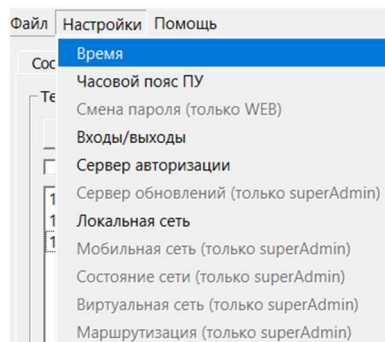 Файл Настройки Помощь
Время
Часовой пояс ПУ
Смена пароля (только WEB)
Входы/выходы
Сервер авторизации
Сервер обновлений (только superAdmin)
Локальная сеть
Мобильная сеть (только superAdmin)
Состояние сети (только superAdmin)
Виртуальная сеть (только superAdmin)
Маршрутизация (только superAdmin)